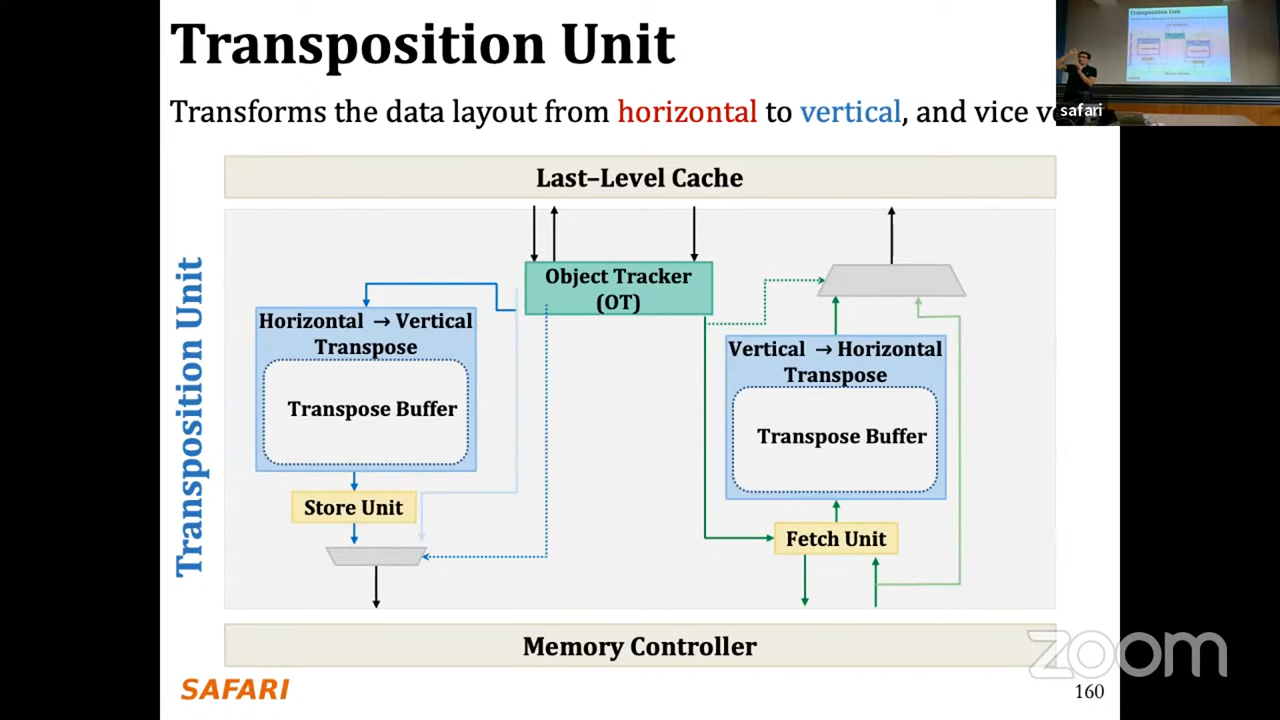 Transposition Unit
Transforms the data layout from horizontal to vertical, and vice v
safari
Last–Level Cache
Transposition Unit
Object Tracker
(OT)
Horizontal → Vertical
Transpose
Transpose Buffer
Store Unit
Vertical → Horizontal
Transpose
Transpose Buffer
Fetch Unit
Memory Controller
zoom
SAFARI
160